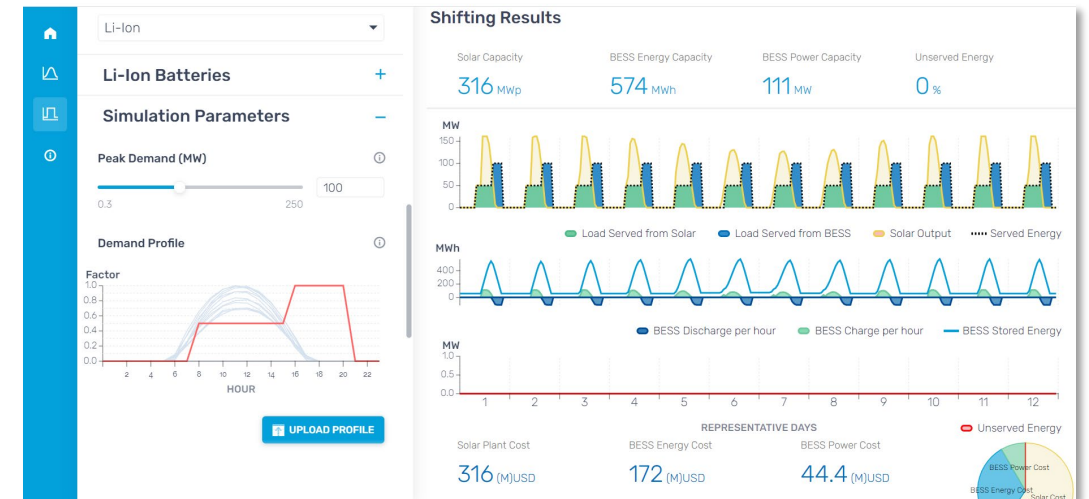 Li-Ion
Li-Ion Batteries +
Simulation Parameters −
Peak Demand (MW)
100
0.3 250
Demand Profile
Factor
1.0
0.8
0.6
0.4
0.2
0.0
2 4 6 8 10 12 14 16 18 20 22
HOUR
UPLOAD PROFILE
Shifting Results
Solar Capacity BESS Energy Capacity BESS Power Capacity Unserved Energy
316 MWp 574 MWh 111 MW 0 %
MW
150
100
50
0
Load Served from Solar Load Served from BESS Solar Output Served Energy
MWh
400
200
0
BESS Discharge per hour BESS Charge per hour BESS Stored Energy
MW
1.0
0.5
0.0
1 2 3 4 5 6 7 8 9 10 11 12
REPRESENTATIVE DAYS Unserved Energy
Solar Plant Cost BESS Energy Cost BESS Power Cost
316 (M)USD 172 (M)USD 44.4 (M)USD
BESS Power Cost
BESS Energy Cost
Solar Cost